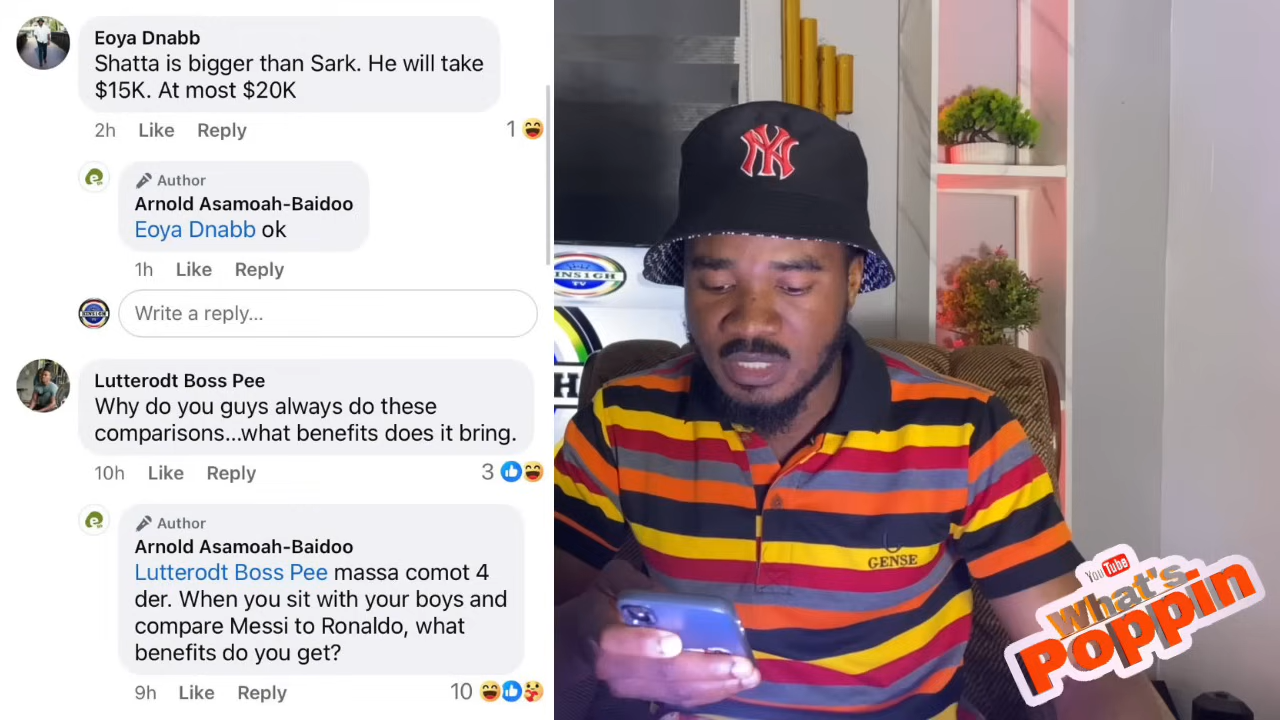 Eoya Dnabb
Shatta is bigger than Sark. He will take
$15K. At most $20K
2h Like Reply 1
Author
Arnold Asamoah-Baidoo
Eoya Dnabb ok
1h Like Reply
Write a reply...
Lutterodt Boss Pee
Why do you guys always do these
comparisons...what benefits does it bring.
10h Like Reply 3
Author
Arnold Asamoah-Baidoo
Lutterodt Boss Pee massa comot 4
der. When you sit with your boys and
compare Messi to Ronaldo, what
benefits do you get?
9h Like Reply 10
NY
INS1GH
TV
H
GENSE
YouTube
What's
Poppin